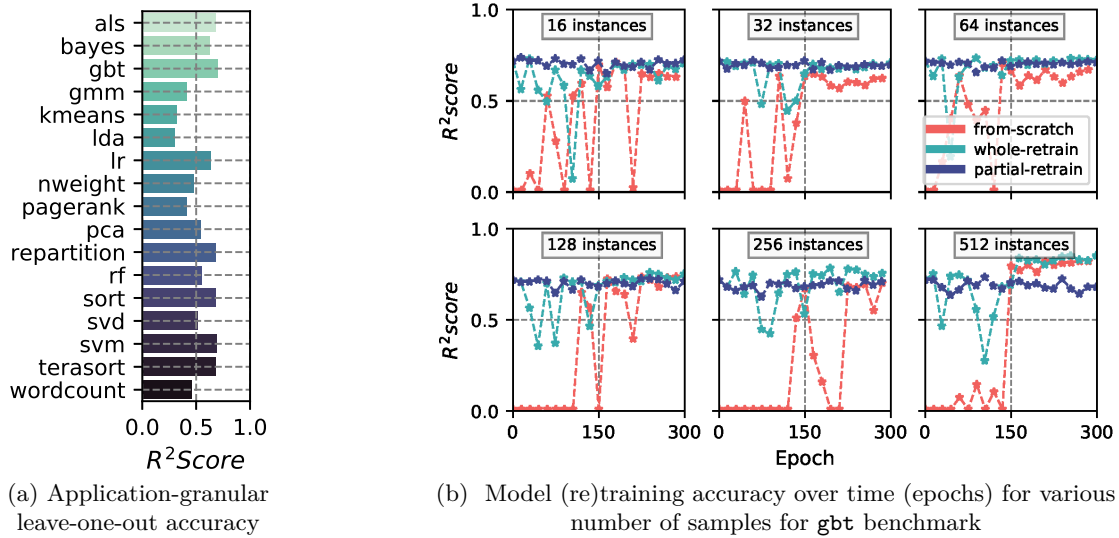 als
bayes
gbt
gmm
kmeans
lda
lr
nweight
pagerank
pca
repartition
rf
sort
svd
svm
terasort
wordcount
0.0 0.5 1.0
R²Score
(a) Application-granular
leave-one-out accuracy
1.0
0.5
0.0
R²score
16 instances
32 instances
64 instances
from-scratch
whole-retrain
partial-retrain
1.0
0.5
0.0
R²score
128 instances
256 instances
512 instances
0 150 300 0 150 300 0 150 300
Epoch
(b) Model (re)training accuracy over time (epochs) for various
number of samples for gbt benchmark